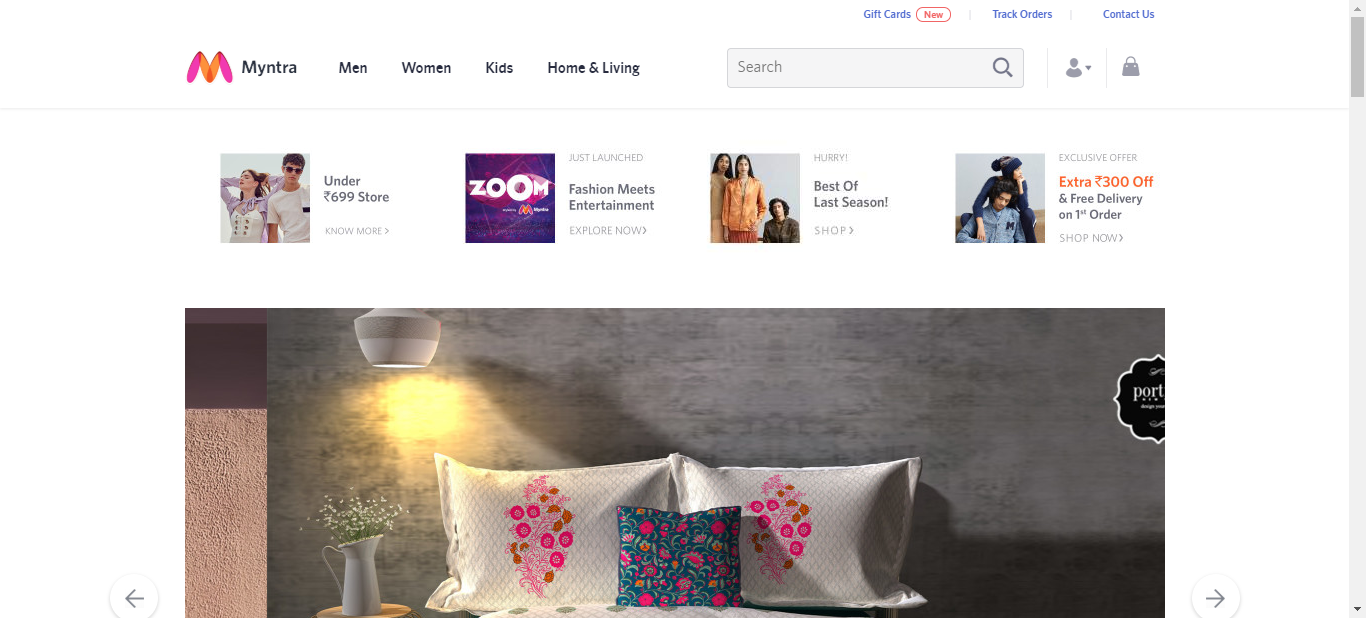 Gift Cards New | Track Orders | Contact Us
Myntra Men Women Kids Home & Living Search
Under
₹699 Store
KNOW MORE >
ZOOM
Myntra
JUST LAUNCHED
Fashion Meets
Entertainment
EXPLORE NOW>
HURRY!
Best Of
Last Season!
SHOP >
M
EXCLUSIVE OFFER
Extra ₹300 Off
& Free Delivery
on 1st Order
SHOP NOW>